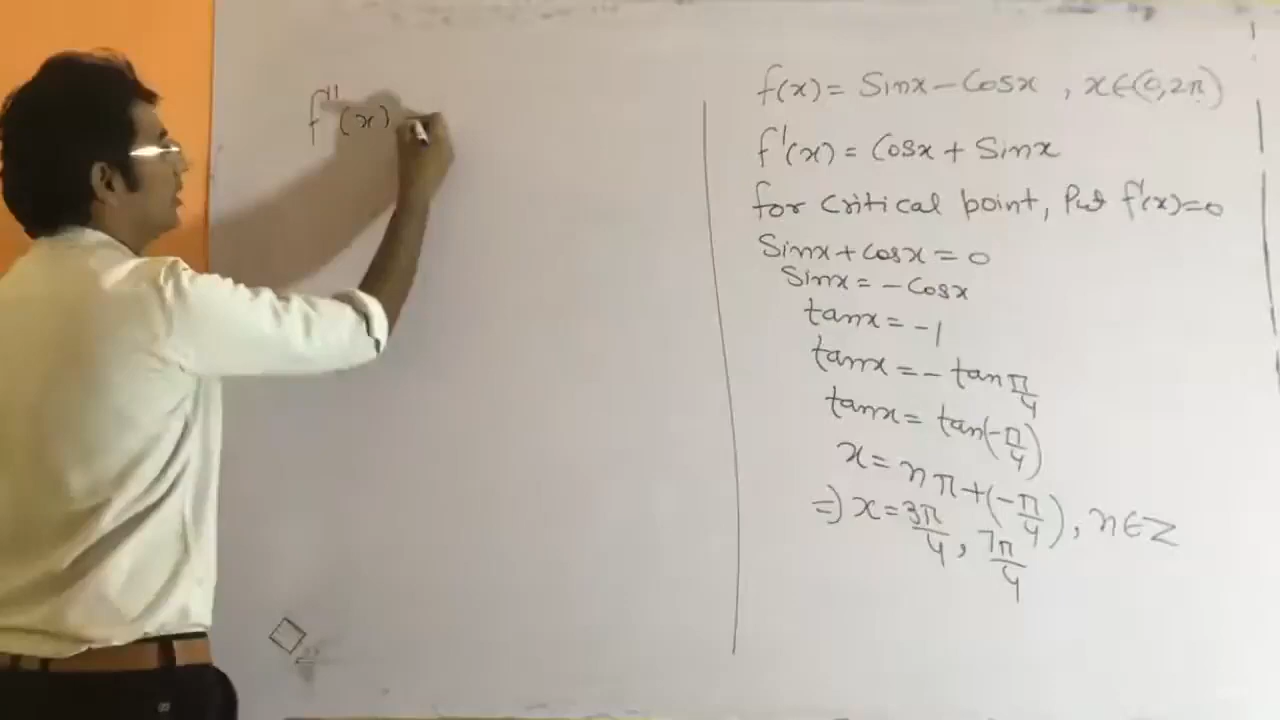 f''(x) =
f(x) = Sinx - Cosx , x ∈ (0, 2π)
f'(x) = Cosx + Sinx
for critical point, Put f'(x) = 0
Sinx + Cosx = 0
Sinx = - Cosx
tanx = -1
tanx = - tan π/4
tanx = tan(-π/4)
x = nπ + (-π/4), n ∈ Z
⇒ x = 3π/4, 7π/4